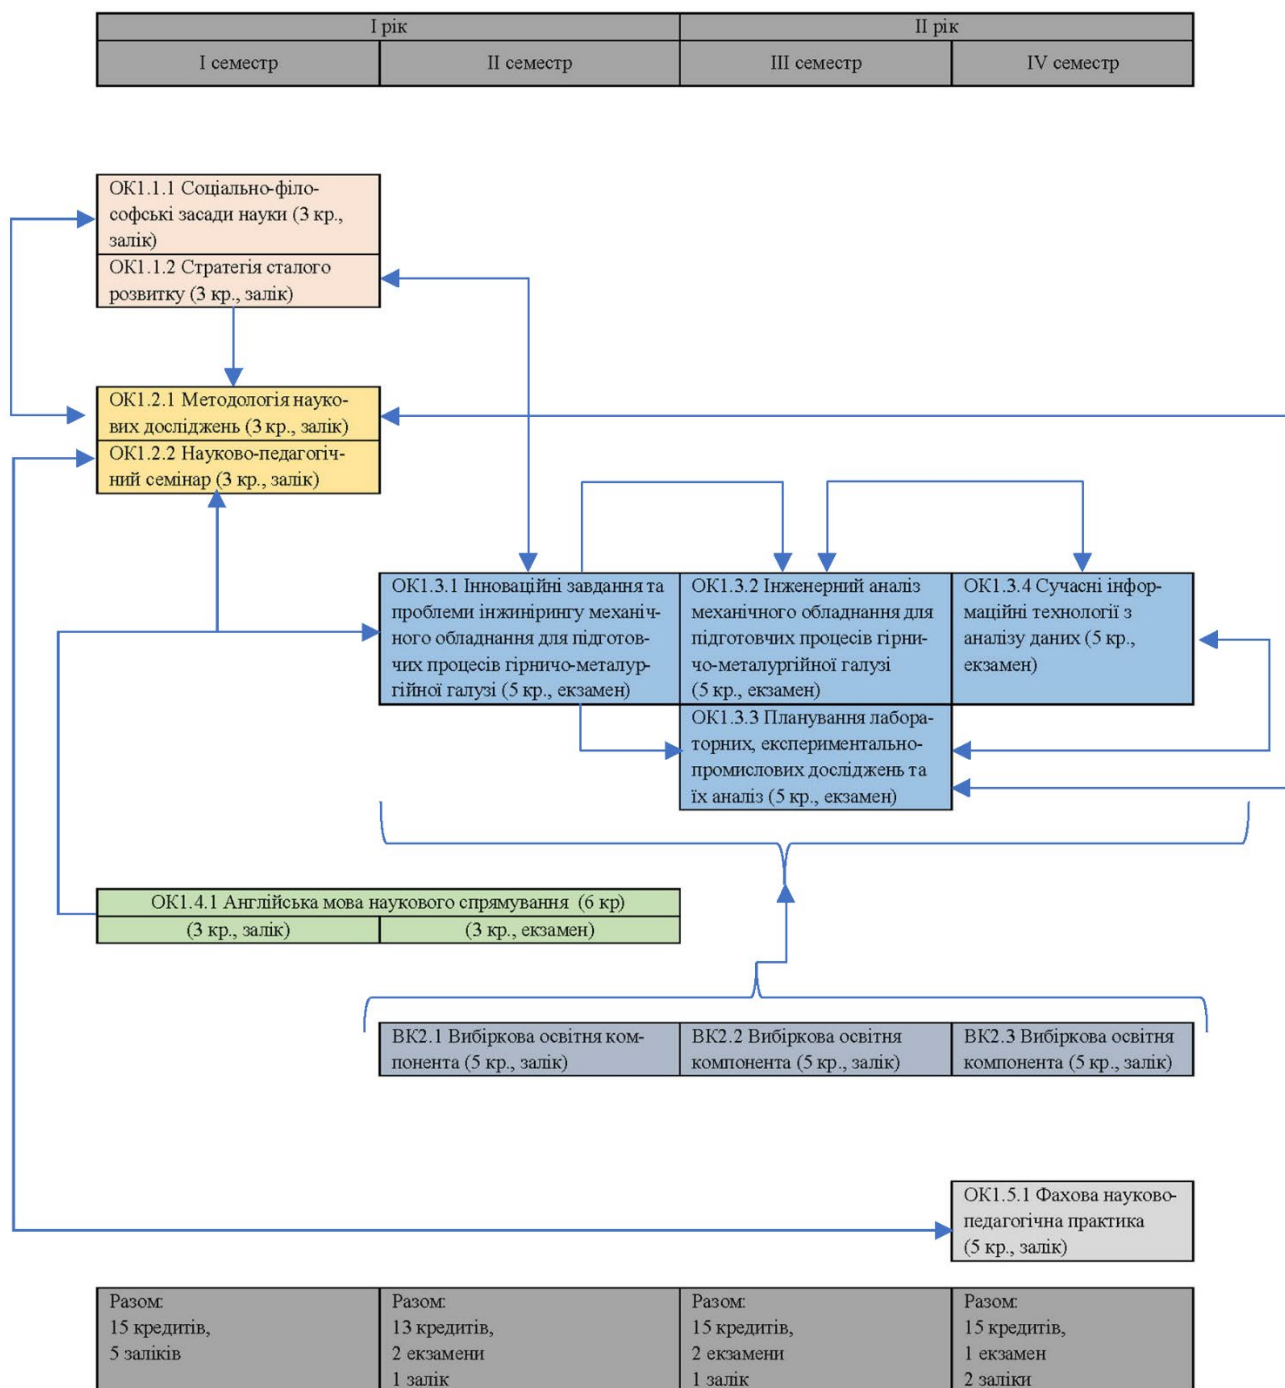 І рік
ІІ рік
І семестр
ІІ семестр
ІІІ семестр
ІV семестр
ОК1.1.1 Соціально-філо-
софські засади науки (3 кр.,
залік)
ОК1.1.2 Стратегія сталого
розвитку (3 кр., залік)
ОК1.2.1 Методологія науко-
вих досліджень (3 кр., залік)
ОК1.2.2 Науково-педагогіч-
ний семінар (3 кр., залік)
ОК1.3.1 Інноваційні завдання та
проблеми інжинірингу механіч-
ного обладнання для підготов-
чих процесів гірничо-металур-
гійної галузі (5 кр., екзамен)
ОК1.3.2 Інженерний аналіз
механічного обладнання для
підготовчих процесів гірни-
чо-металургійної галузі
(5 кр., екзамен)
ОК1.3.4 Сучасні інфор-
маційні технології з
аналізу даних (5 кр.,
екзамен)
ОК1.3.3 Планування лабора-
торних, експериментально-
промислових досліджень та
їх аналіз (5 кр., екзамен)
ОК1.4.1 Англійська мова наукового спрямування (6 кр)
(3 кр., залік)
(3 кр., екзамен)
ВК2.1 Вибіркова освітня ком-
понента (5 кр., залік)
ВК2.2 Вибіркова освітня
компонента (5 кр., залік)
ВК2.3 Вибіркова освітня
компонента (5 кр., залік)
ОК1.5.1 Фахова науково-
педагогічна практика
(5 кр., залік)
Разом:
15 кредитів,
5 заліків
Разом:
13 кредитів,
2 екзамени
1 залік
Разом:
15 кредитів,
2 екзамени
1 залік
Разом:
15 кредитів,
1 екзамен
2 заліки